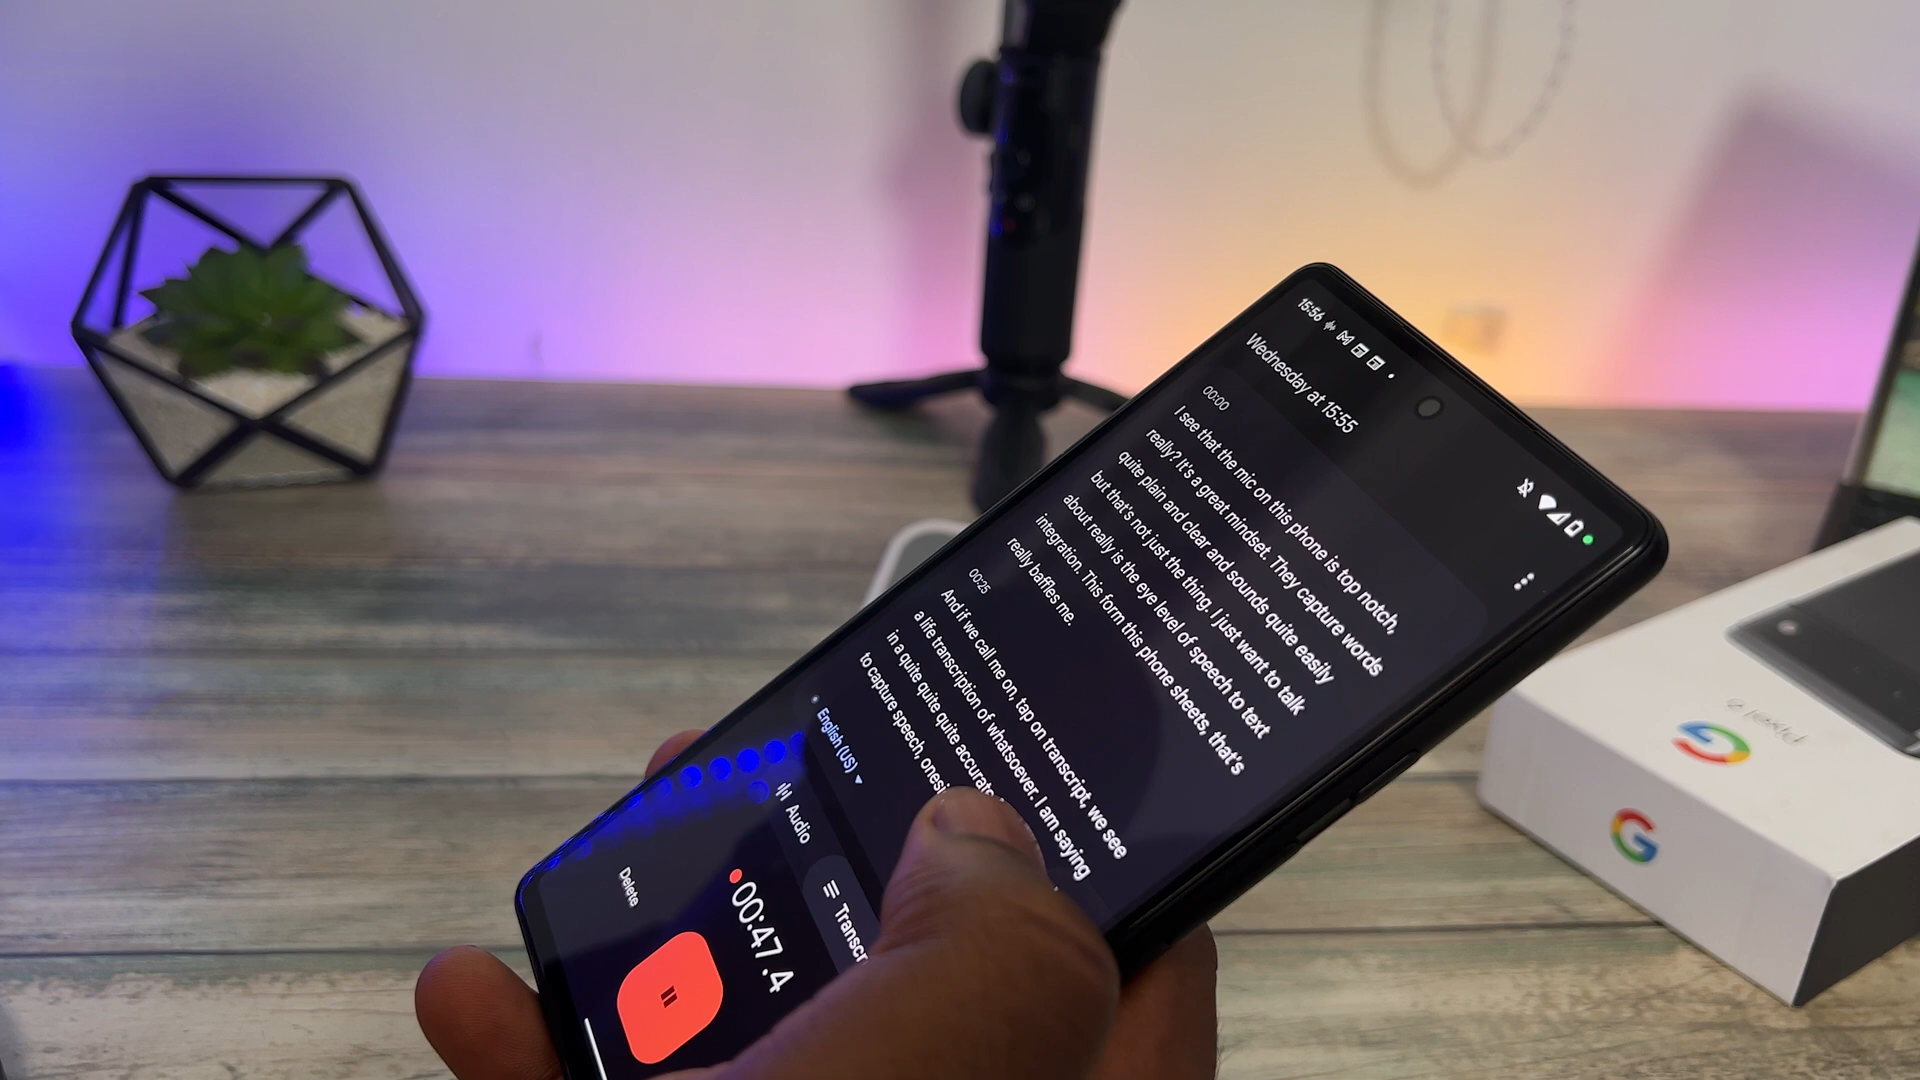 15:56
Wednesday at 15:55
00:00
I see that the mic on this phone is top notch,
really? It's a great mindset. They capture words
quite plain and clear and sounds quite easily
but that's not just the thing. I just want to talk
about really is the eye level of speech to text
integration. This form this phone sheets, that's
really baffles me.
00:25
And if we call me on, tap on transcript, we see
a life transcription of whatsoever. I am saying
in a quite quite quite accurate
to capture speech, onesi
English (US)
Audio
Transcr
00:47.4
Delete
G
G